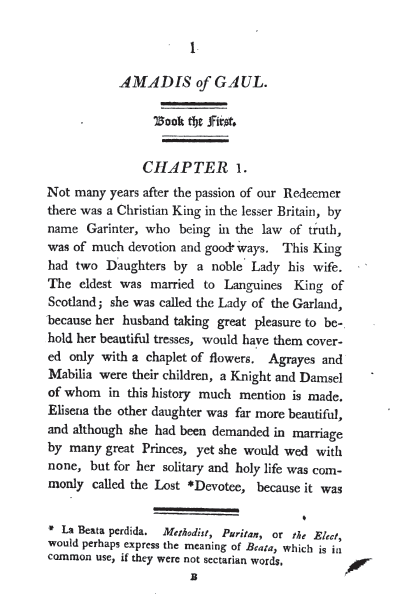 1
AMADIS of GAUL.
Book the First.
CHAPTER 1.
Not many years after the passion of our Redeemer
there was a Christian King in the lesser Britain, by
name Garinter, who being in the law of truth,
was of much devotion and good ways. This King
had two Daughters by a noble Lady his wife.
The eldest was married to Languines King of
Scotland; she was called the Lady of the Garland,
because her husband taking great pleasure to be-
hold her beautiful tresses, would have them cover-
ed only with a chaplet of flowers. Agrayes and
Mabilia were their children, a Knight and Damsel
of whom in this history much mention is made.
Elisena the other daughter was far more beautiful,
and although she had been demanded in marriage
by many great Princes, yet she would wed with
none, but for her solitary and holy life was com-
monly called the Lost *Devotee, because it was
* La Beata perdida. Methodist, Puritan, or the Elect,
would perhaps express the meaning of Beata, which is in
common use, if they were not sectarian words.
B